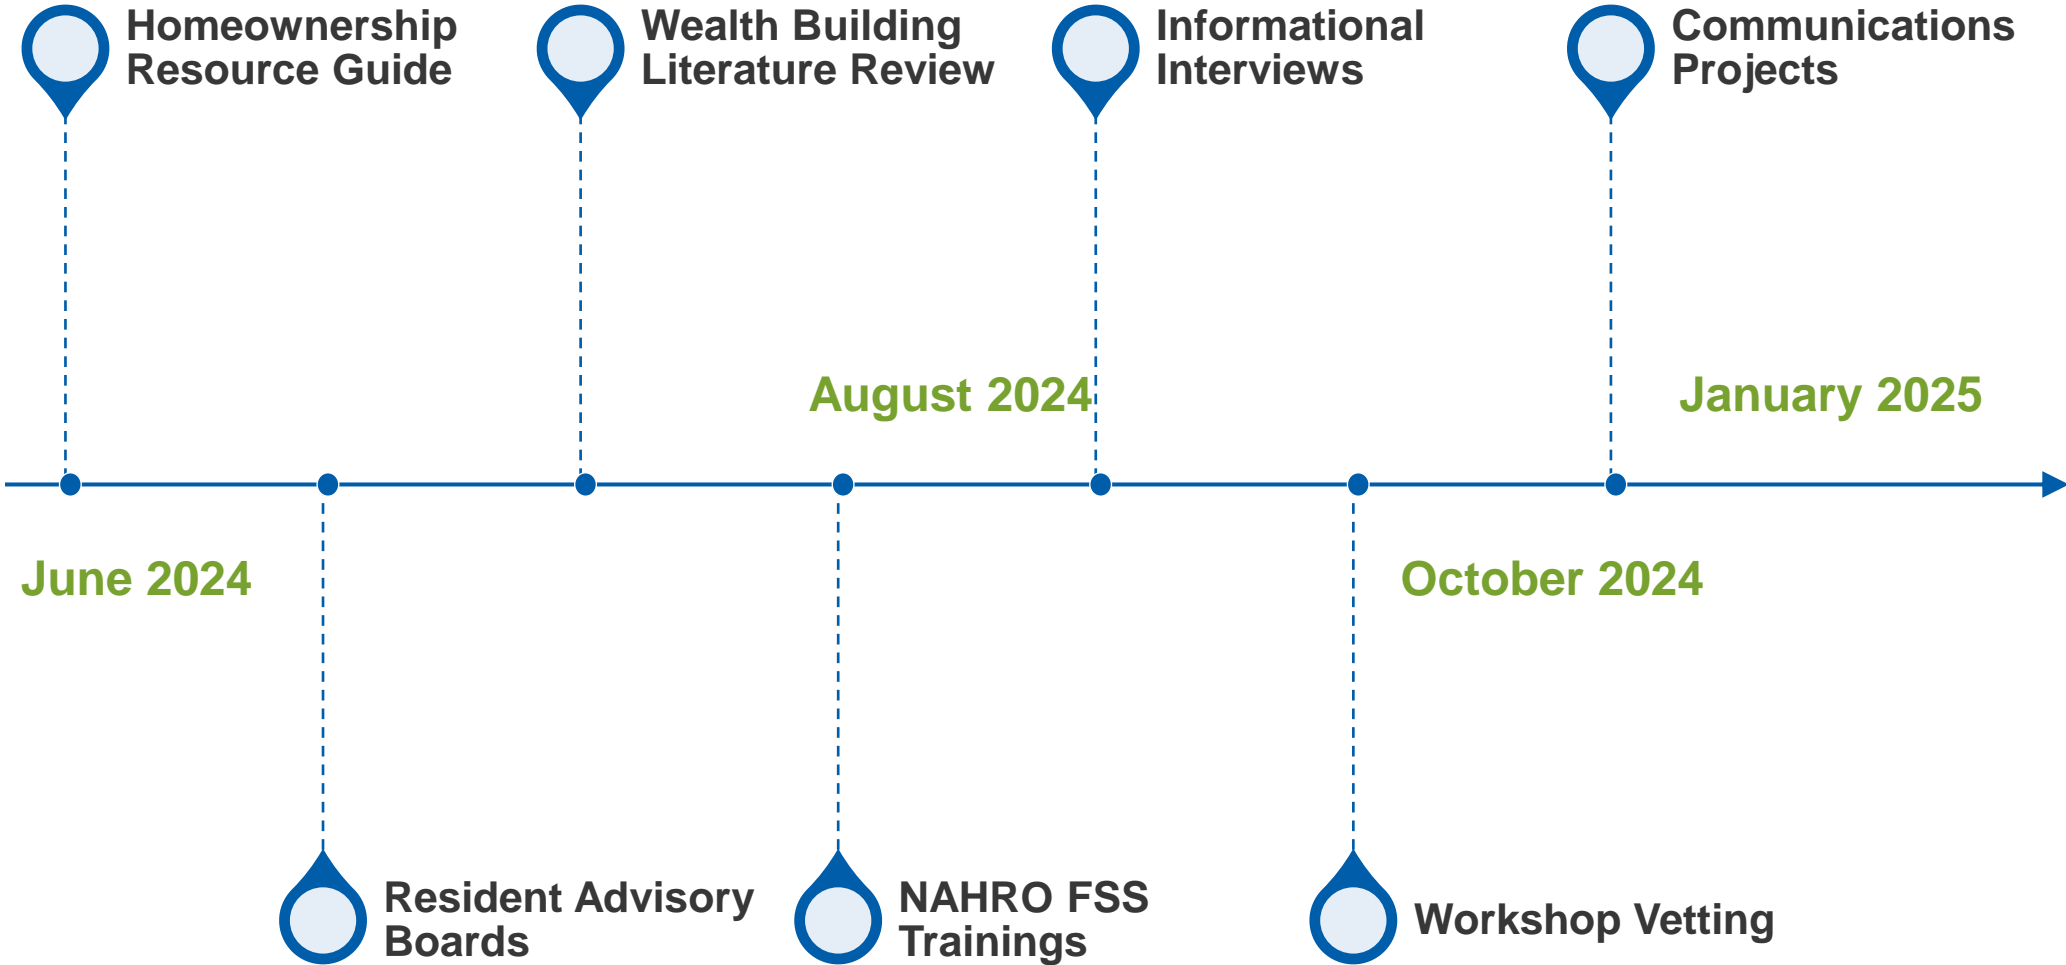 Homeownership
Resource Guide
Wealth Building
Literature Review
Informational
Interviews
Communications
Projects
August 2024
January 2025
June 2024
October 2024
Resident Advisory
Boards
NAHRO FSS
Trainings
Workshop Vetting